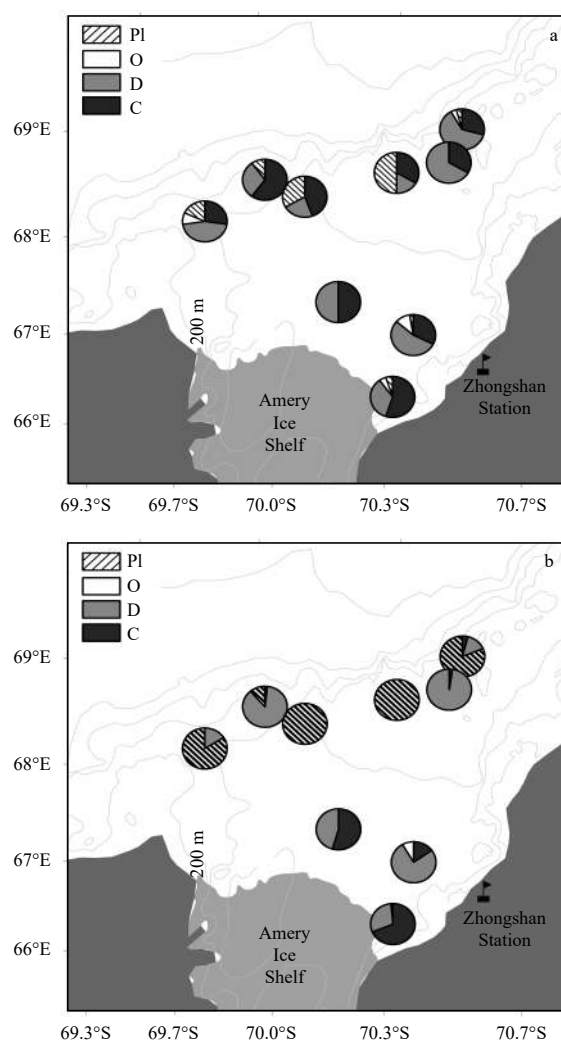 a
Pl
O
D
C
69°E
68°E
67°E
66°E
200 m
Amery
Ice
Shelf
Zhongshan
Station
69.3°S 69.7°S 70.0°S 70.3°S 70.7°S
b
Pl
O
D
C
69°E
68°E
67°E
66°E
200 m
Amery
Ice
Shelf
Zhongshan
Station
69.3°S 69.7°S 70.0°S 70.3°S 70.7°S